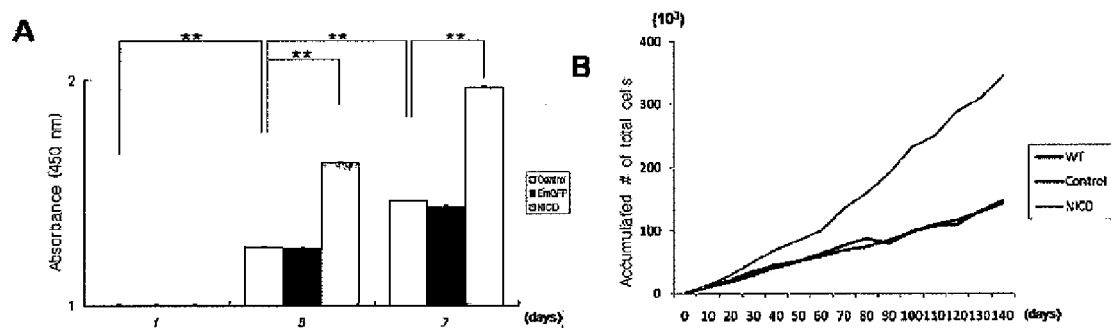 A
**
**
**
**
2
1
Absorbance (450 nm)
Control
EmGFP
NICD
1
7
(days)
B
(10³)
400
300
200
100
0
Accumulated # of total cells
WT
Control
NICD
0 10 20 30 40 50 60 70 80 90 100 110 120 130 140 (days)